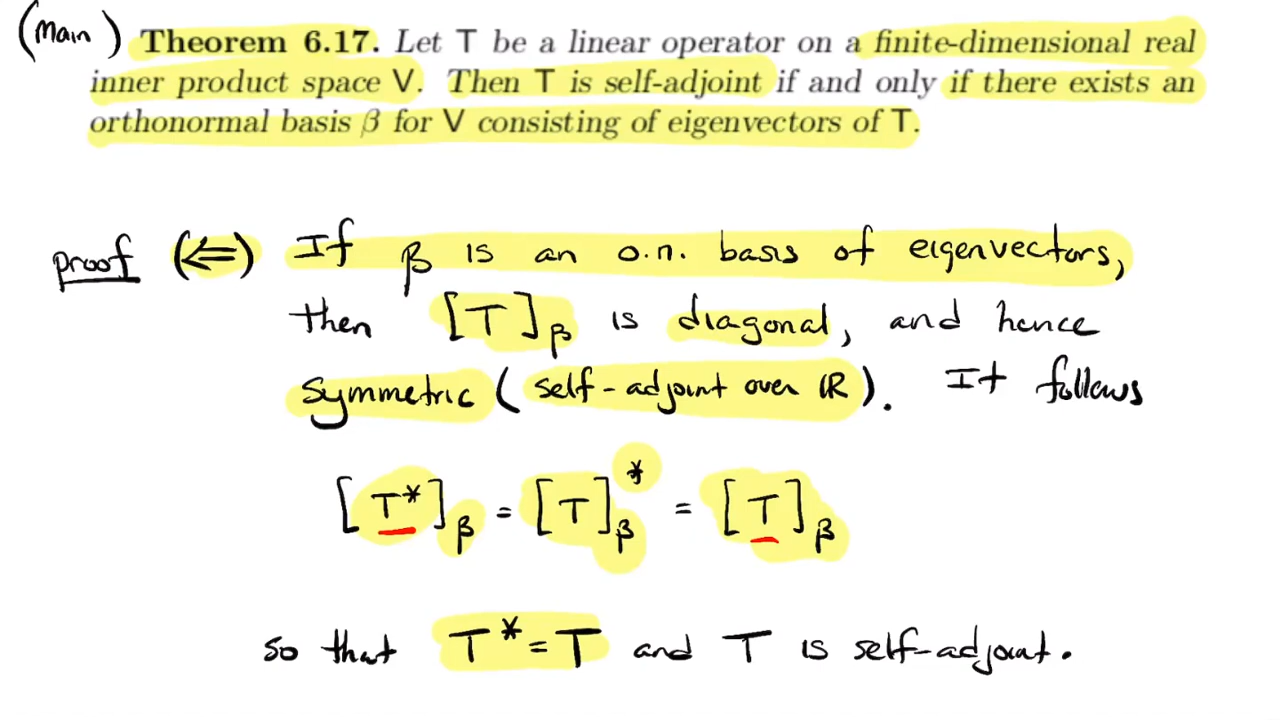 (Main) Theorem 6.17. Let T be a linear operator on a finite-dimensional real
inner product space V. Then T is self-adjoint if and only if there exists an
orthonormal basis β for V consisting of eigenvectors of T.
proof (⇐) If β is an o.n. basis of eigenvectors,
then [T]β is diagonal, and hence
symmetric (self-adjoint over ℝ). It follows
[T*]β = [T]β* = [T]β
so that T* = T and T is self-adjoint.